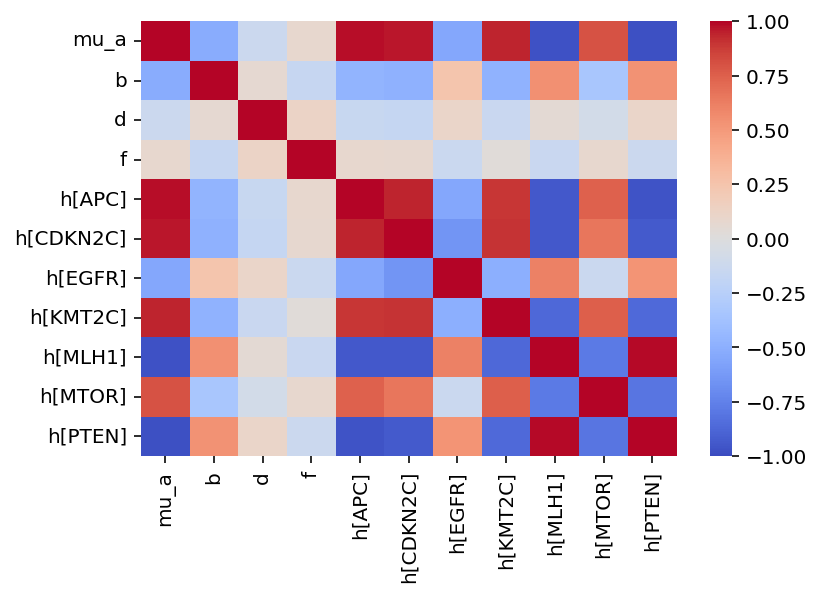 mu_a
b
d
f
h[APC]
h[CDKN2C]
h[EGFR]
h[KMT2C]
h[MLH1]
h[MTOR]
h[PTEN]
mu_a
b
d
f
h[APC]
h[CDKN2C]
h[EGFR]
h[KMT2C]
h[MLH1]
h[MTOR]
h[PTEN]
1.00
0.75
0.50
0.25
0.00
−0.25
−0.50
−0.75
−1.00